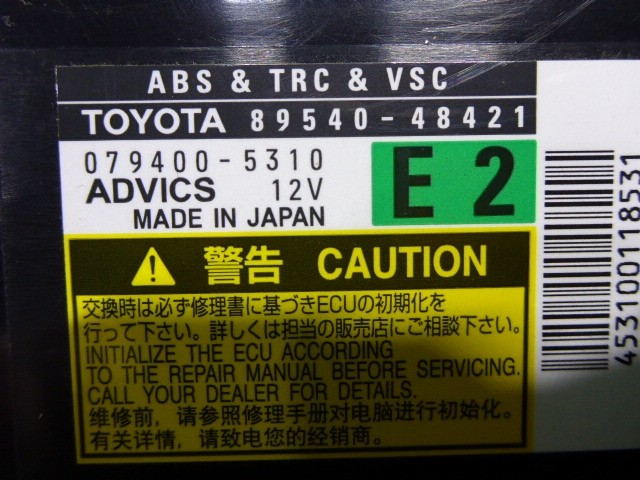 ABS & TRC & VSC
TOYOTA 89540-48421
079400-5310
ADVICS 12V
MADE IN JAPAN
E2
警告 CAUTION
交換時は必ず修理書に基づきECUの初期化を
行って下さい。詳しくは担当の販売店にご相談下さい。
INITIALIZE THE ECU ACCORDING
TO THE REPAIR MANUAL BEFORE SERVICING.
CALL YOUR DEALER FOR DETAILS.
维修前，请参照修理手册对电脑进行初始化。
有关详情，请致电您的经销商。
453100118531